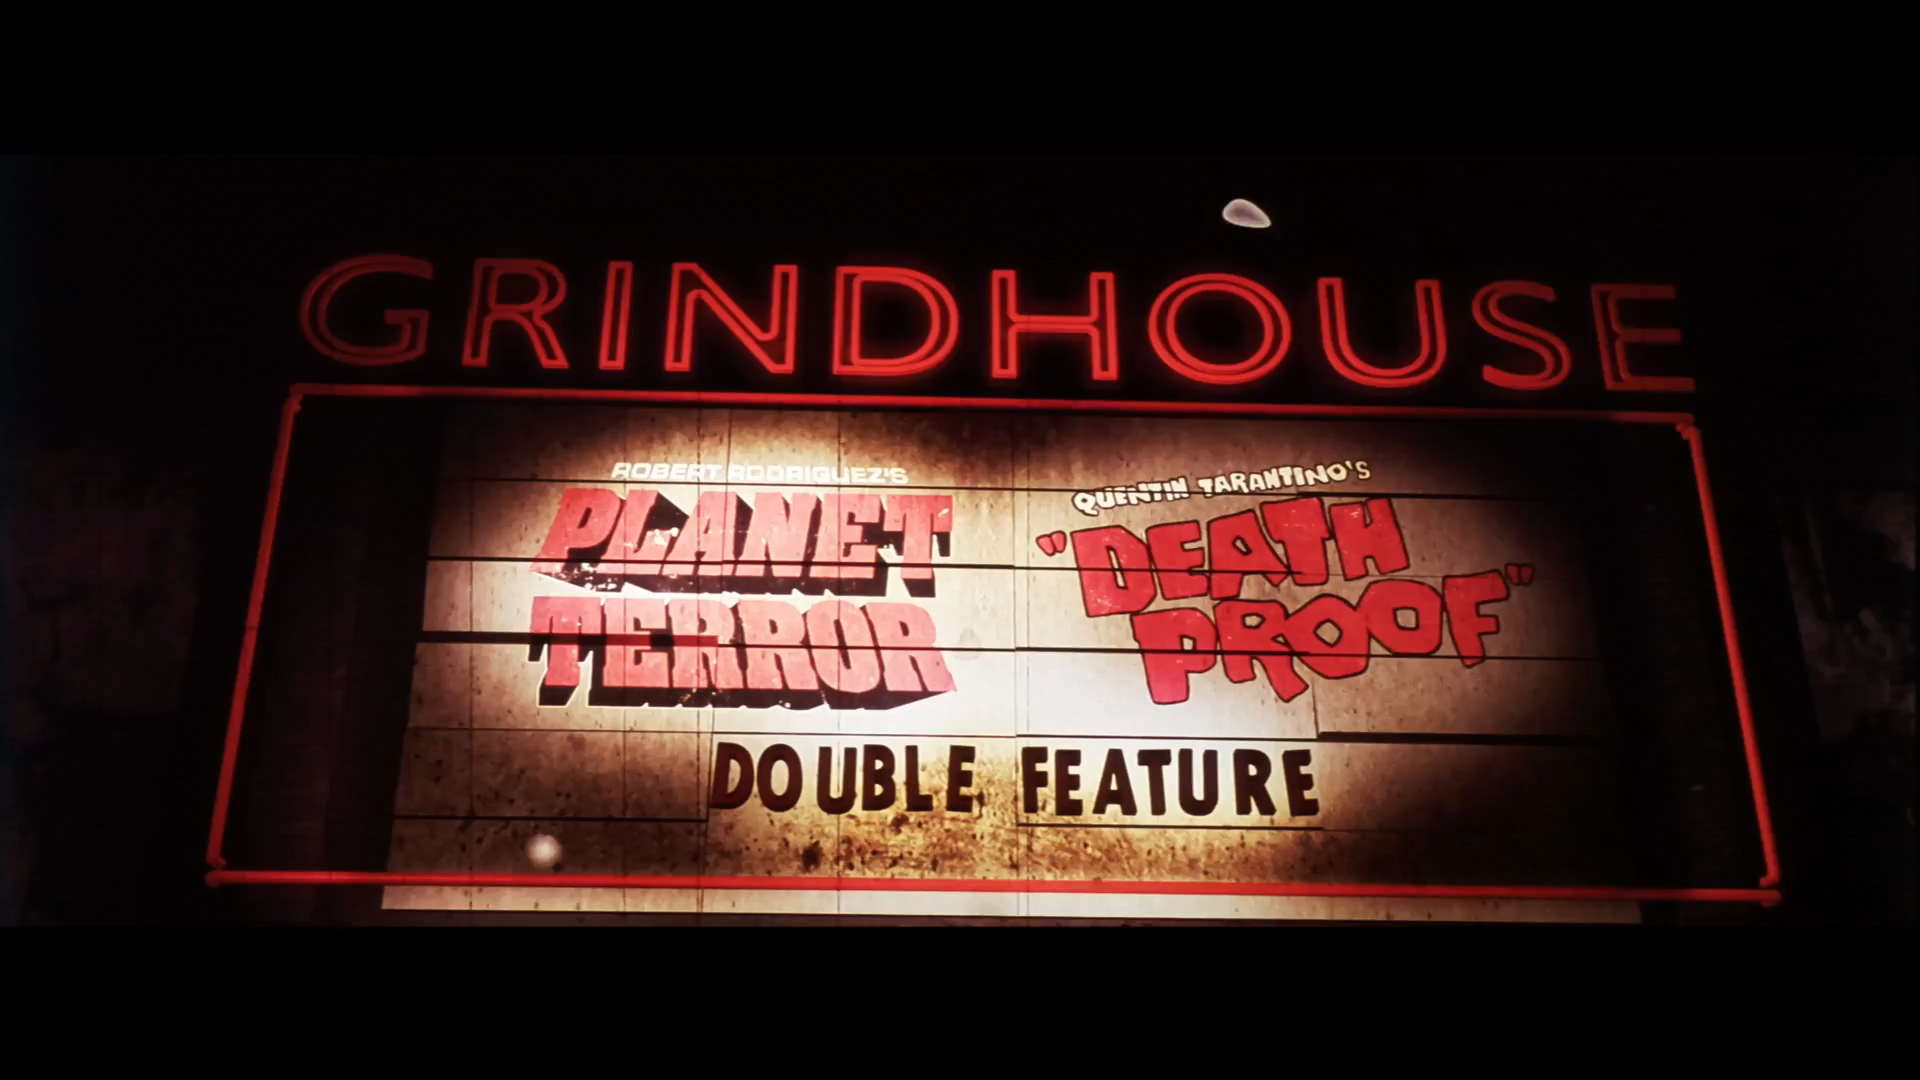 GRINDHOUSE
ROBERT RODRIGUEZ'S
PLANET
TERROR
QUENTIN TARANTINO'S
"DEATH
PROOF"
DOUBLE FEATURE